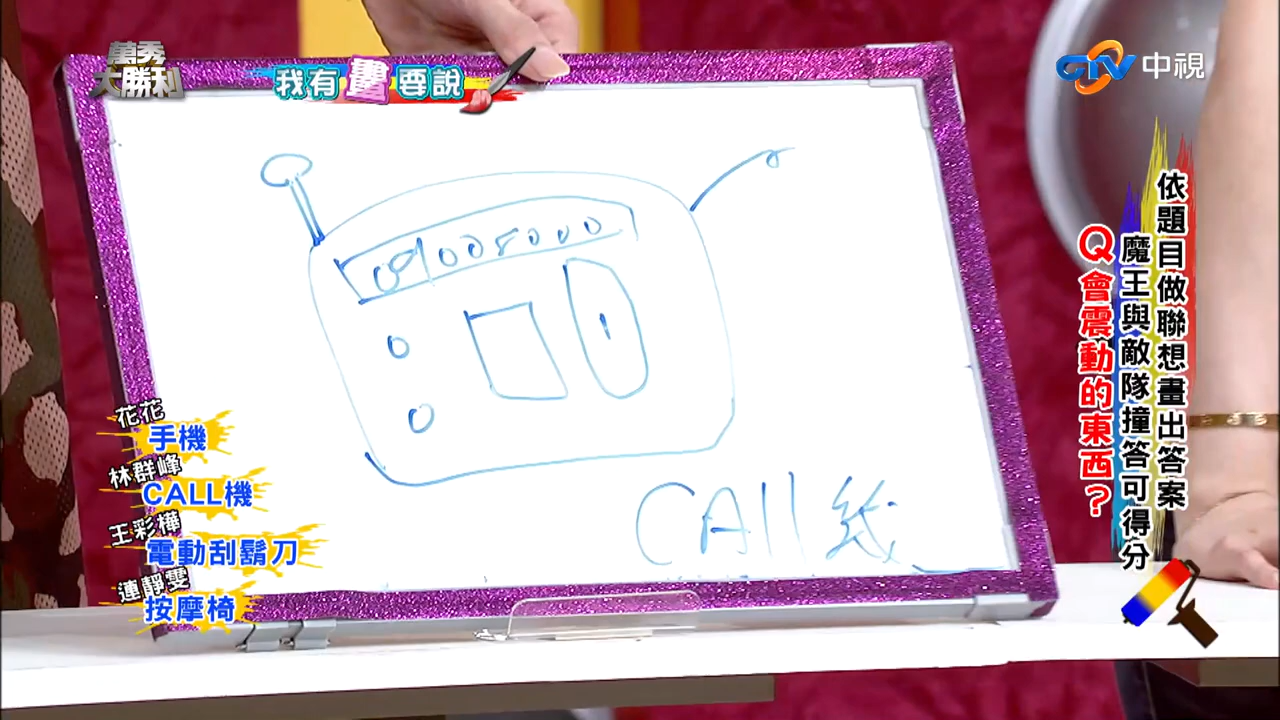 萬秀
大勝利
我有畫要說
CTV中視
依題目做聯想畫出答案
魔王與敵隊撞答可得分
Q會震動的東西？
花花
手機
林群峰
CALL機
王彩樺
電動刮鬍刀
連靜雯
按摩椅
CAll